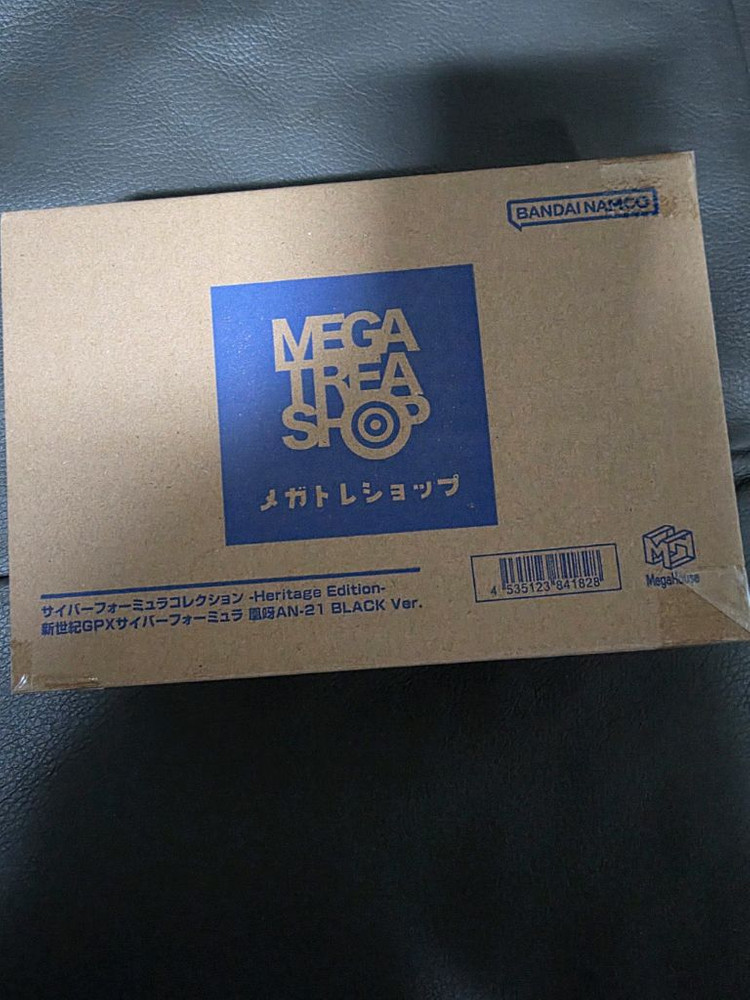 BANDAI NAMCO
MEGA
TREA
SHOP
メガトレショップ
サイバーフォーミュラコレクション -Heritage Edition-
新世紀GPXサイバーフォーミュラ 凰呀AN-21 BLACK Ver.
4 535123 841828
MegaHouse